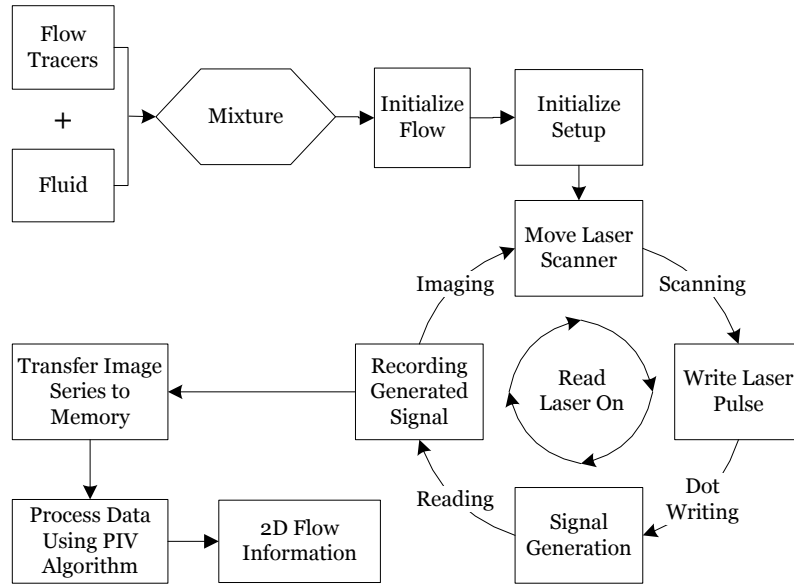 Flow
Tracers
+
Fluid
Mixture
Initialize
Flow
Initialize
Setup
Move Laser
Scanner
Scanning
Write Laser
Pulse
Dot
Writing
Signal
Generation
Reading
Recording
Generated
Signal
Imaging
Read
Laser On
Transfer Image
Series to
Memory
Process Data
Using PIV
Algorithm
2D Flow
Information